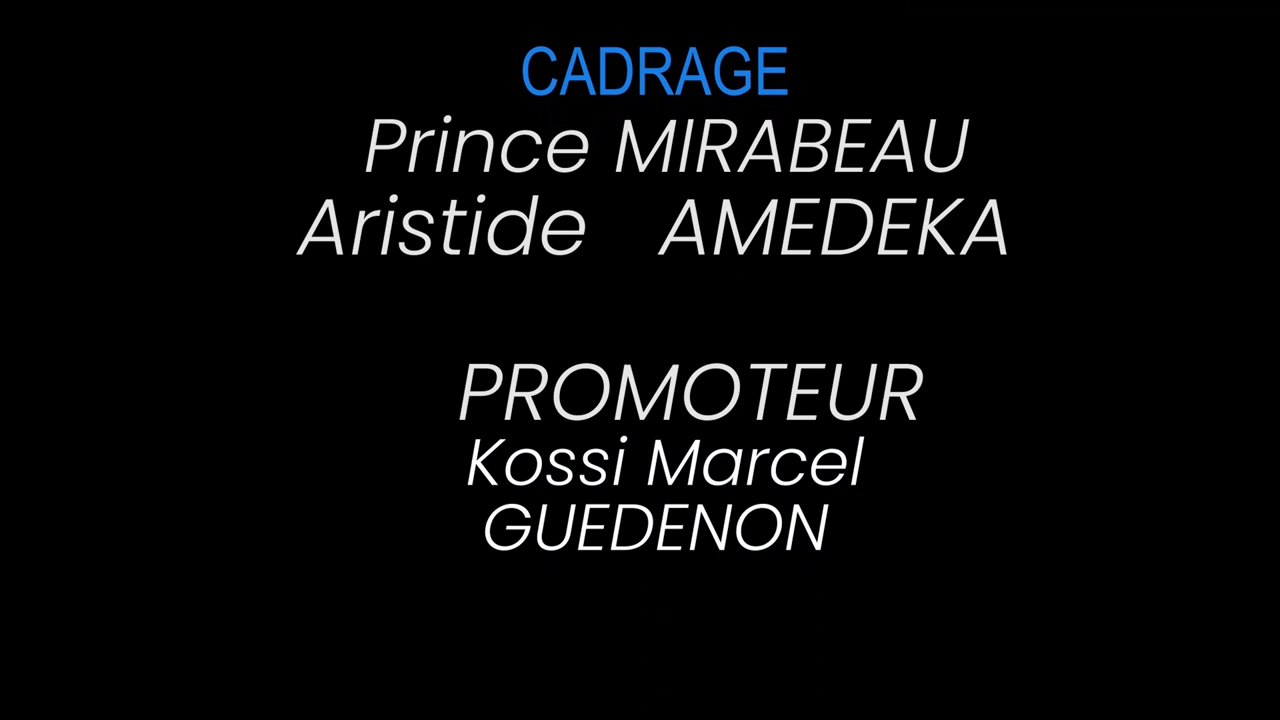 CADRAGE
Prince MIRABEAU
Aristide AMEDEKA
PROMOTEUR
Kossi Marcel
GUEDENON